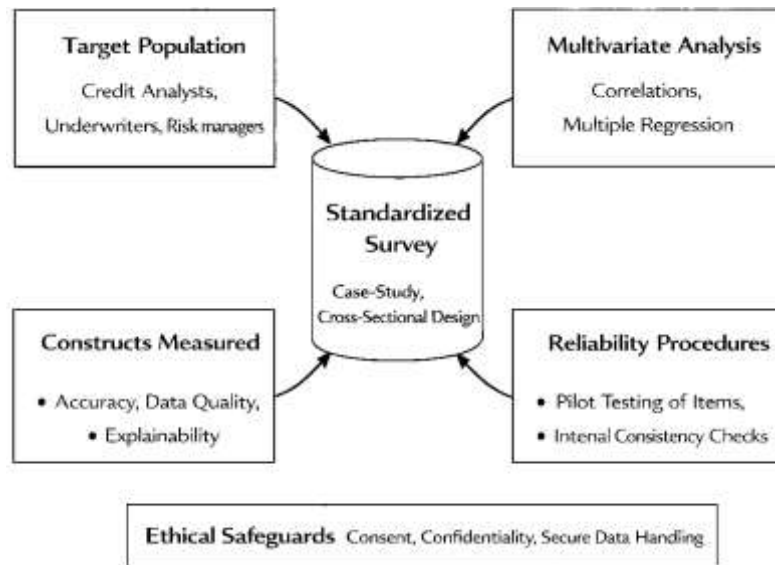 Target Population
Credit Analysts,
Underwriters, Risk managers
Multivariate Analysis
Correlations,
Multiple Regression
Standardized
Survey
Case-Study,
Cross-Sectional Design
Constructs Measured
• Accuracy, Data Quality,
• Explainability
Reliability Procedures
• Pilot Testing of Items,
• Intenal Consistency Checks
Ethical Safeguards Consent, Confidentiality, Secure Data Handling